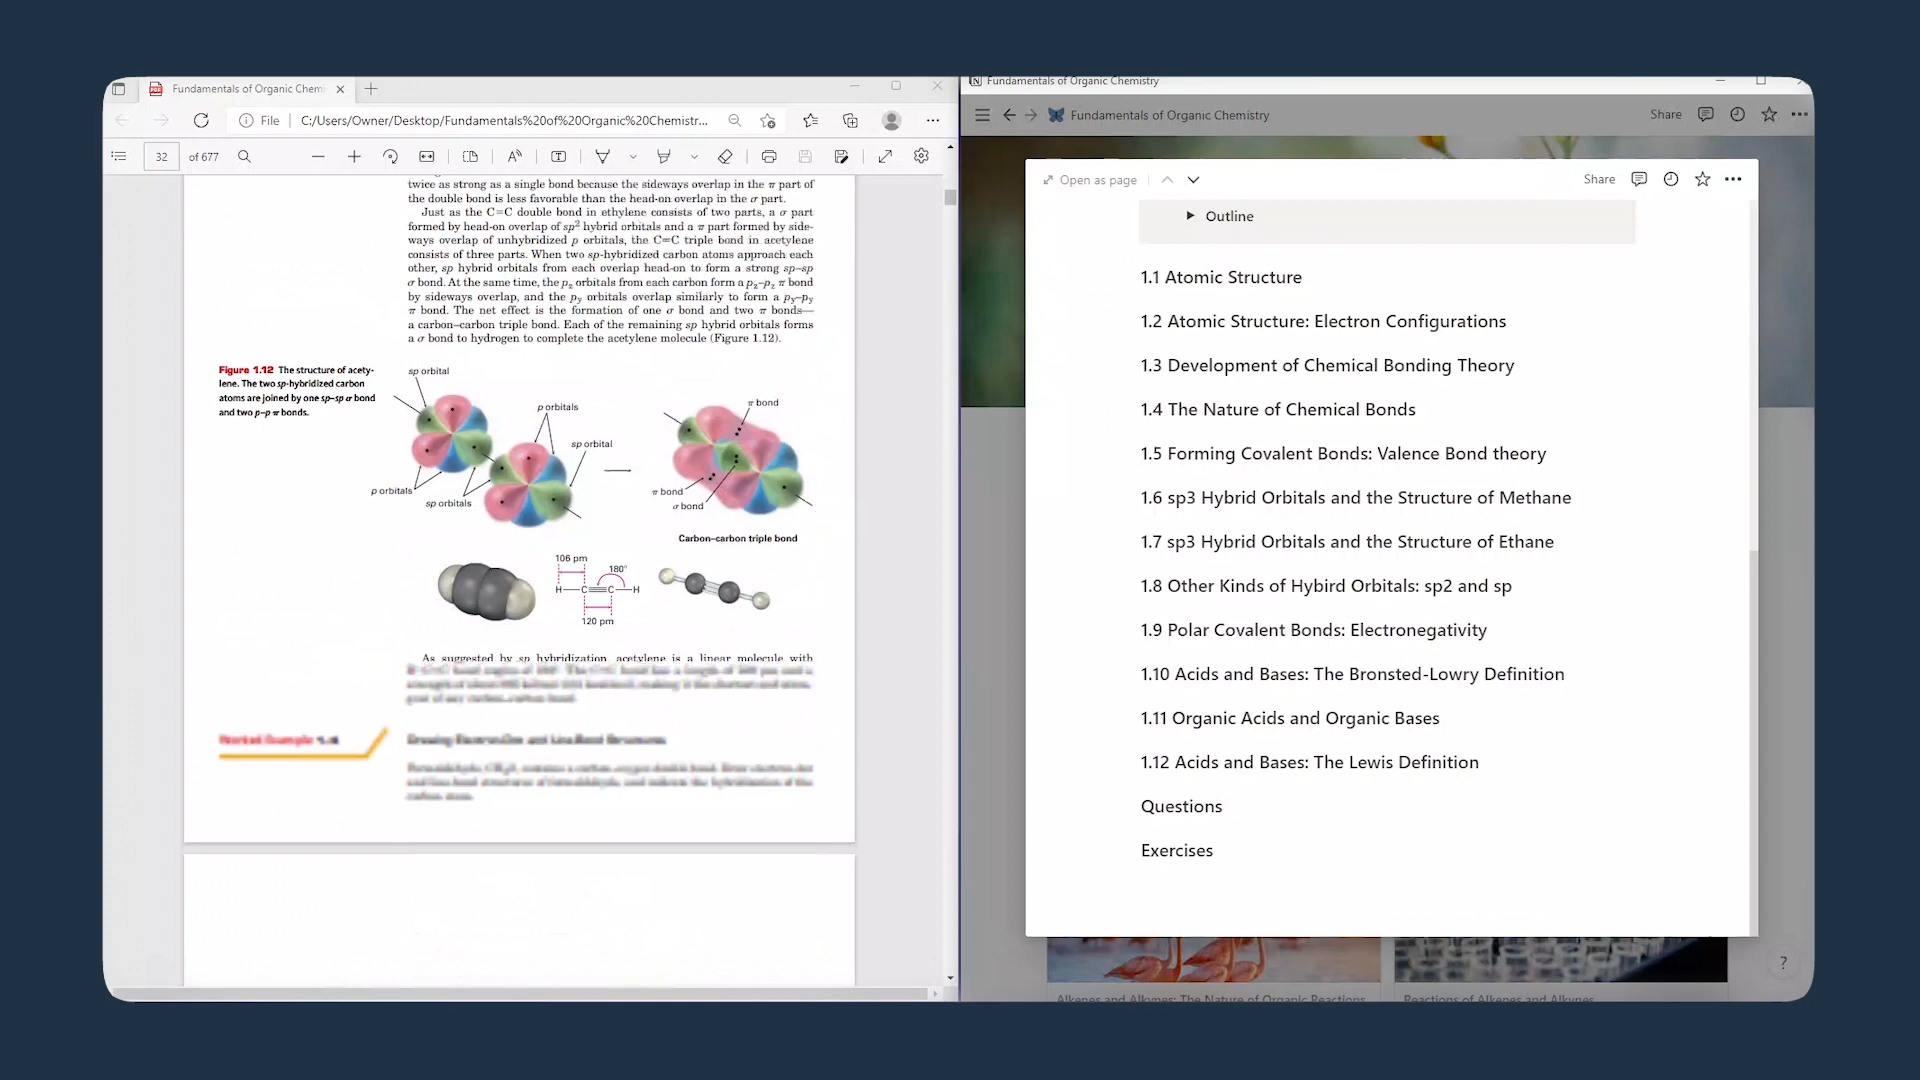 Fundamentals of Organic Chemi
File
C:/Users/Owner/Desktop/Fundamentals%20of%20Organic%20Chemistr...
32
of 677
twice as strong as a single bond because the sideways overlap in the π part of
the double bond is less favorable than the head-on overlap in the σ part.
Just as the C=C double bond in ethylene consists of two parts, a σ part
formed by head-on overlap of sp² hybrid orbitals and a π part formed by side-
ways overlap of unhybridized p orbitals, the C≡C triple bond in acetylene
consists of three parts. When two sp-hybridized carbon atoms approach each
other, sp hybrid orbitals from each overlap head-on to form a strong sp–sp
σ bond. At the same time, the pz orbitals from each carbon form a pz–pz π bond
by sideways overlap, and the py orbitals overlap similarly to form a py–py
π bond. The net effect is the formation of one σ bond and two π bonds—
a carbon–carbon triple bond. Each of the remaining sp hybrid orbitals forms
a σ bond to hydrogen to complete the acetylene molecule (Figure 1.12).
Figure 1.12 The structure of acety-
lene. The two sp-hybridized carbon
atoms are joined by one sp–sp σ bond
and two p–p π bonds.
sp orbital
p orbitals
sp orbital
p orbitals
sp orbitals
π bond
π bond
σ bond
Carbon–carbon triple bond
106 pm
180°
H—C≡C—H
120 pm
As suggested by sp hybridization, acetylene is a linear molecule with
Fundamentals of Organic Chemistry
Fundamentals of Organic Chemistry
Share
Open as page
Share
Outline
1.1 Atomic Structure
1.2 Atomic Structure: Electron Configurations
1.3 Development of Chemical Bonding Theory
1.4 The Nature of Chemical Bonds
1.5 Forming Covalent Bonds: Valence Bond theory
1.6 sp3 Hybrid Orbitals and the Structure of Methane
1.7 sp3 Hybrid Orbitals and the Structure of Ethane
1.8 Other Kinds of Hybird Orbitals: sp2 and sp
1.9 Polar Covalent Bonds: Electronegativity
1.10 Acids and Bases: The Bronsted-Lowry Definition
1.11 Organic Acids and Organic Bases
1.12 Acids and Bases: The Lewis Definition
Questions
Exercises
Alkenes and Alkynes: The Nature of Organic Reactions
Reactions of Alkenes and Alkynes
?